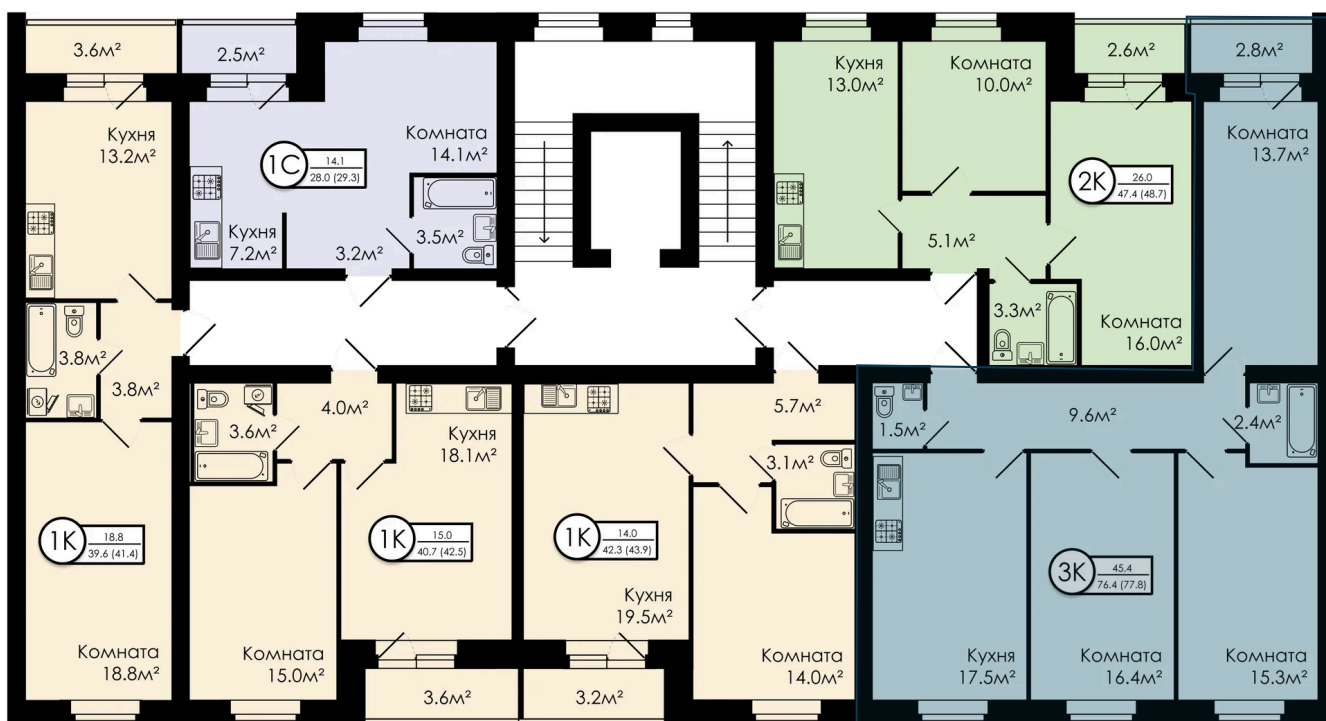 3.6м²
2.5м²
2.6м²
2.8м²
Кухня
13.2м²
Комната
14.1м²
1С
14.1
28.0 (29.3)
Кухня
7.2м²
3.2м²
3.5м²
Кухня
13.0м²
Комната
10.0м²
5.1м²
2К
26.0
47.4 (48.7)
3.3м²
Комната
16.0м²
13.7м²
3.8м²
3.8м²
1К
18.8
39.6 (41.4)
Комната
18.8м²
3.6м²
4.0м²
Кухня
18.1м²
1К
15.0
40.7 (42.5)
Комната
15.0м²
3.6м²
5.7м²
3.1м²
1К
14.0
42.3 (43.9)
Кухня
19.5м²
3.2м²
Комната
14.0м²
1.5м²
9.6м²
2.4м²
3К
45.4
76.4 (77.8)
Кухня
17.5м²
Комната
16.4м²
15.3м²